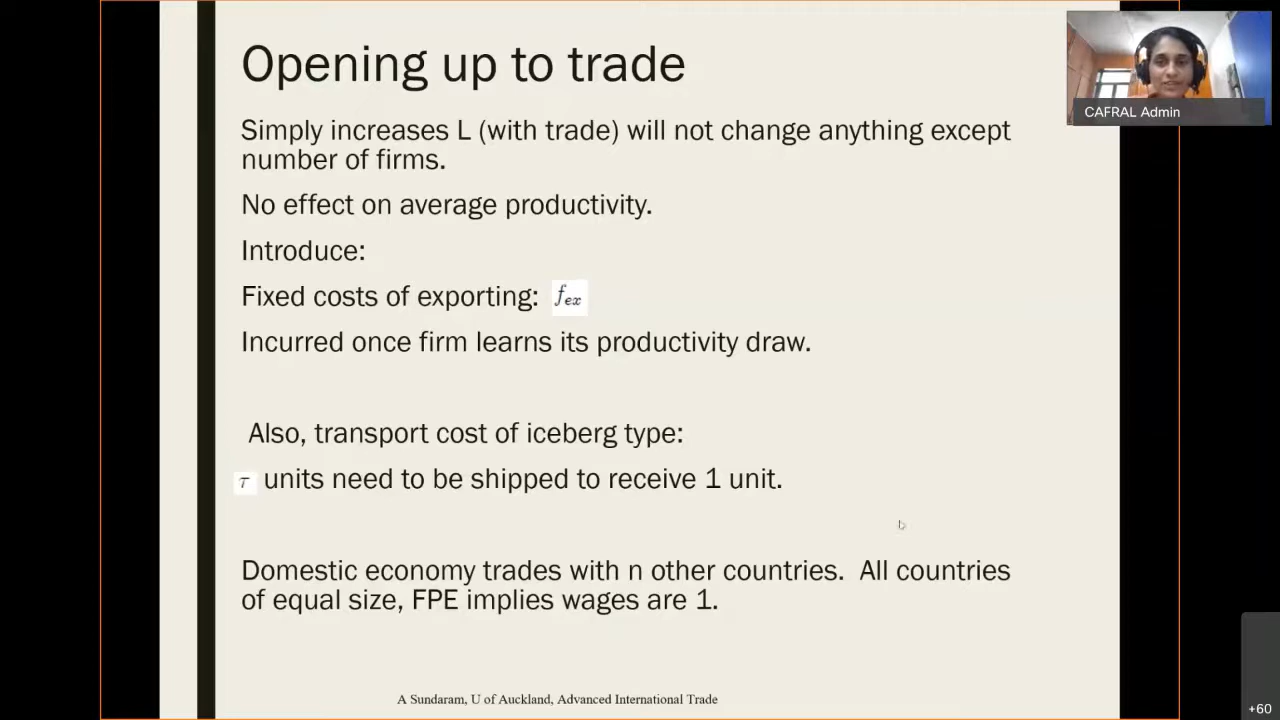 Opening up to trade
CAFRAL Admin
Simply increases L (with trade) will not change anything except
number of firms.
No effect on average productivity.
Introduce:
Fixed costs of exporting: fex
Incurred once firm learns its productivity draw.
Also, transport cost of iceberg type:
τ units need to be shipped to receive 1 unit.
Domestic economy trades with n other countries.  All countries
of equal size, FPE implies wages are 1.
A Sundaram, U of Auckland, Advanced International Trade
+60